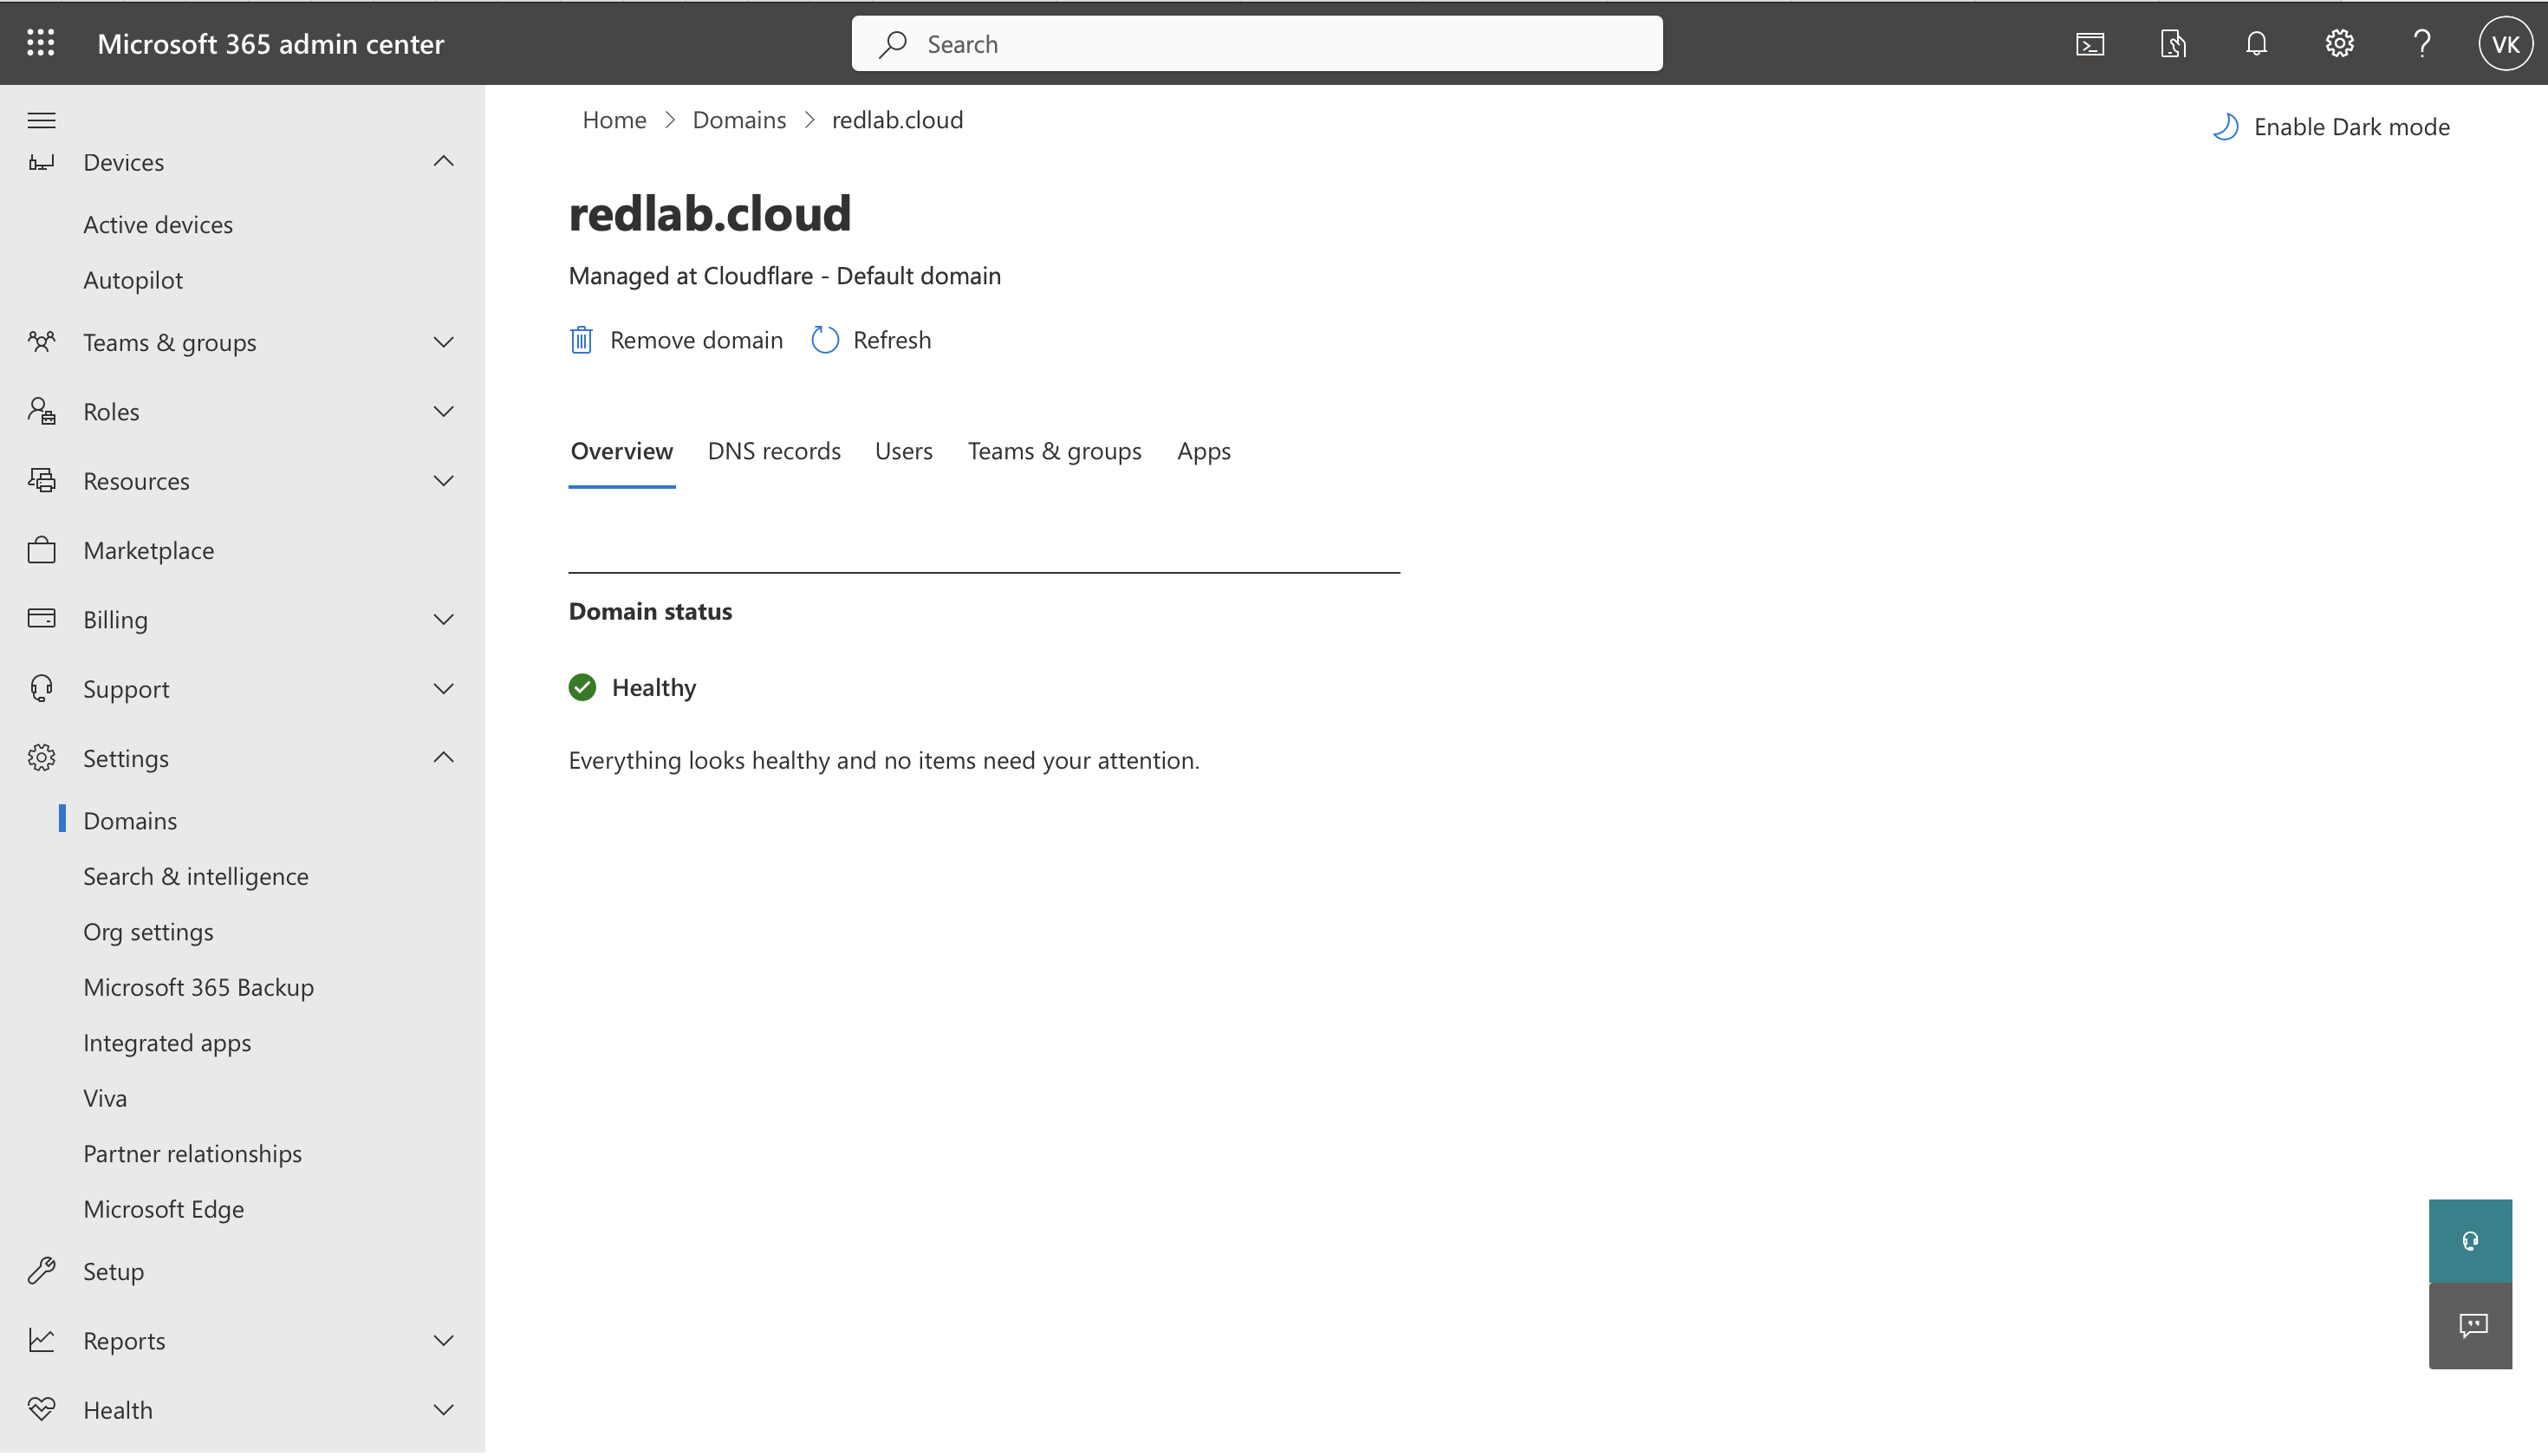 Microsoft 365 admin center
Search
VK
Home > Domains > redlab.cloud
Enable Dark mode
Devices
Active devices
Autopilot
Teams & groups
Roles
Resources
Marketplace
Billing
Support
Settings
Domains
Search & intelligence
Org settings
Microsoft 365 Backup
Integrated apps
Viva
Partner relationships
Microsoft Edge
Setup
Reports
Health
redlab.cloud
Managed at Cloudflare - Default domain
Remove domain Refresh
Overview DNS records Users Teams & groups Apps
Domain status
Healthy
Everything looks healthy and no items need your attention.